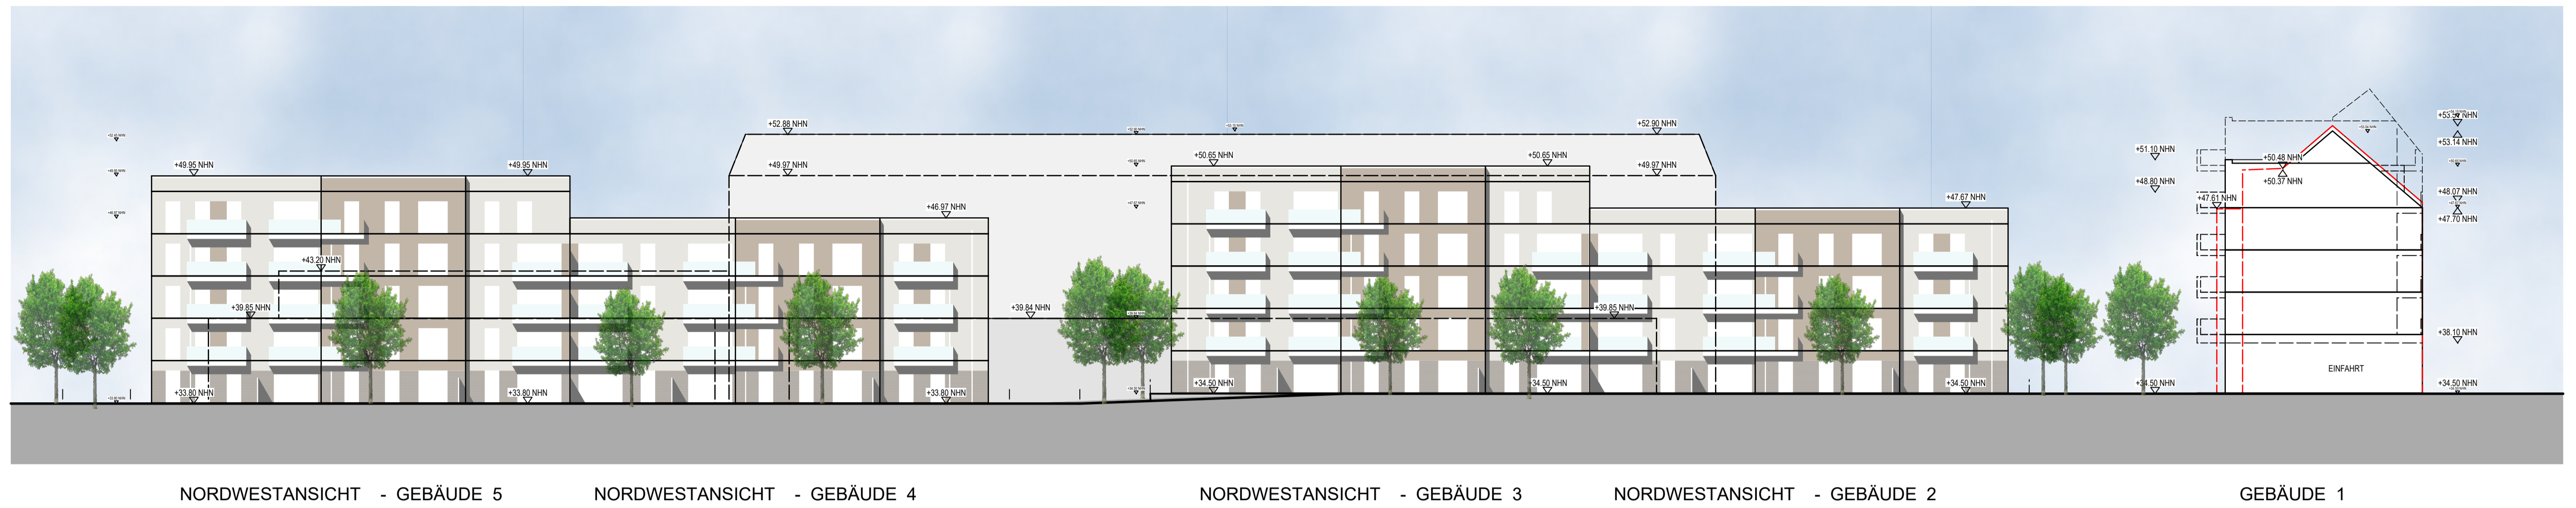 +52.88 NHN
+52.90 NHN
+53.14 NHN
+51.10 NHN
+49.95 NHN
+49.95 NHN
+49.97 NHN
+50.65 NHN
+50.65 NHN
+49.97 NHN
+50.48 NHN
+50.37 NHN
+48.80 NHN
+48.07 NHN
+46.97 NHN
+47.67 NHN
+47.61 NHN
+47.70 NHN
+43.20 NHN
+39.85 NHN
+39.84 NHN
+39.85 NHN
+38.10 NHN
EINFAHRT
+33.80 NHN
+33.80 NHN
+33.80 NHN
+34.50 NHN
+34.50 NHN
+34.50 NHN
+34.50 NHN
+34.50 NHN
NORDWESTANSICHT - GEBÄUDE 5
NORDWESTANSICHT - GEBÄUDE 4
NORDWESTANSICHT - GEBÄUDE 3
NORDWESTANSICHT - GEBÄUDE 2
GEBÄUDE 1